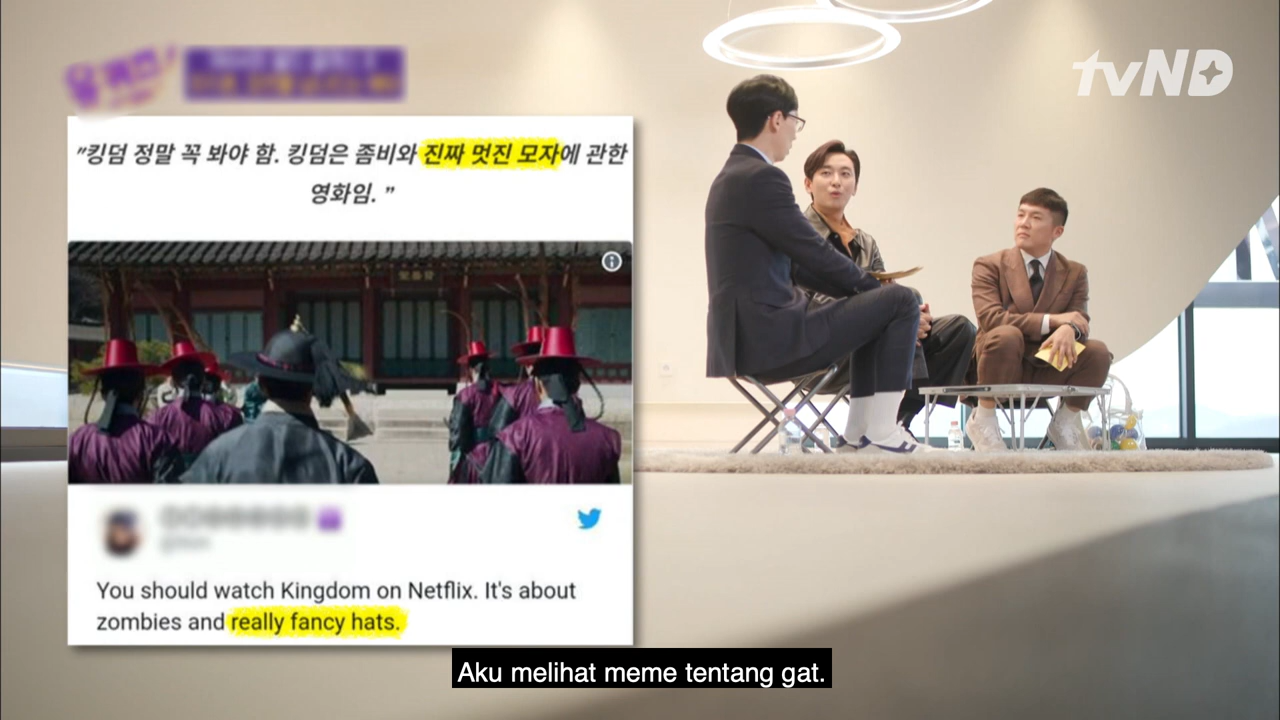 tvND
"킹덤 정말 꼭 봐야 함. 킹덤은 좀비와 진짜 멋진 모자에 관한
영화임. "
You should watch Kingdom on Netflix. It's about
zombies and really fancy hats.
Aku melihat meme tentang gat.